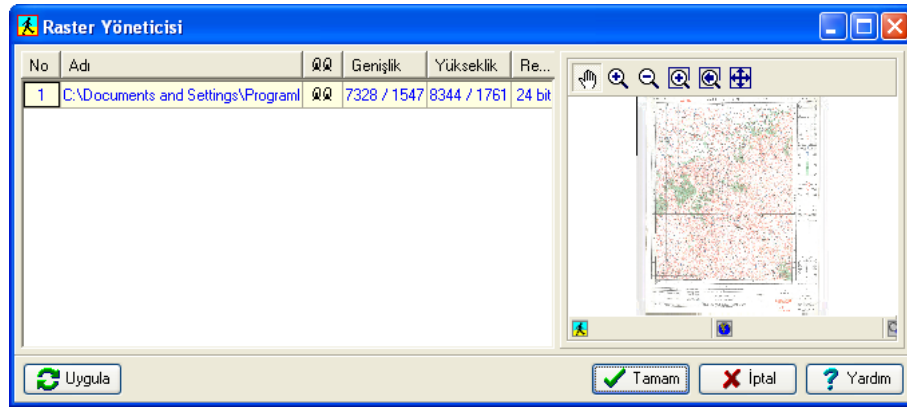 Raster Yöneticisi
No Adı Genişlik Yükseklik Re...
1 C:\Documents and Settings\Programl 7328 / 1547 8344 / 1761 24 bit
Uygula Tamam İptal Yardım